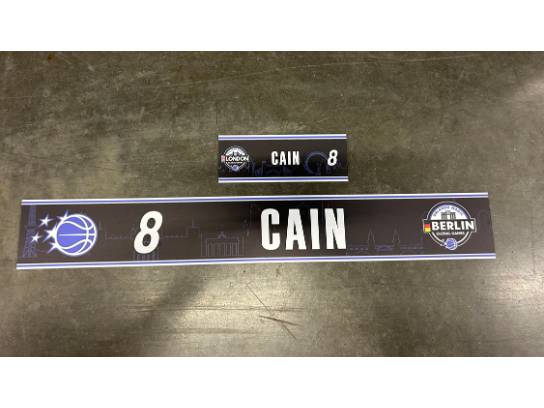 LONDON
CAIN 8
8 CAIN
BERLIN
GLOBAL GAMES